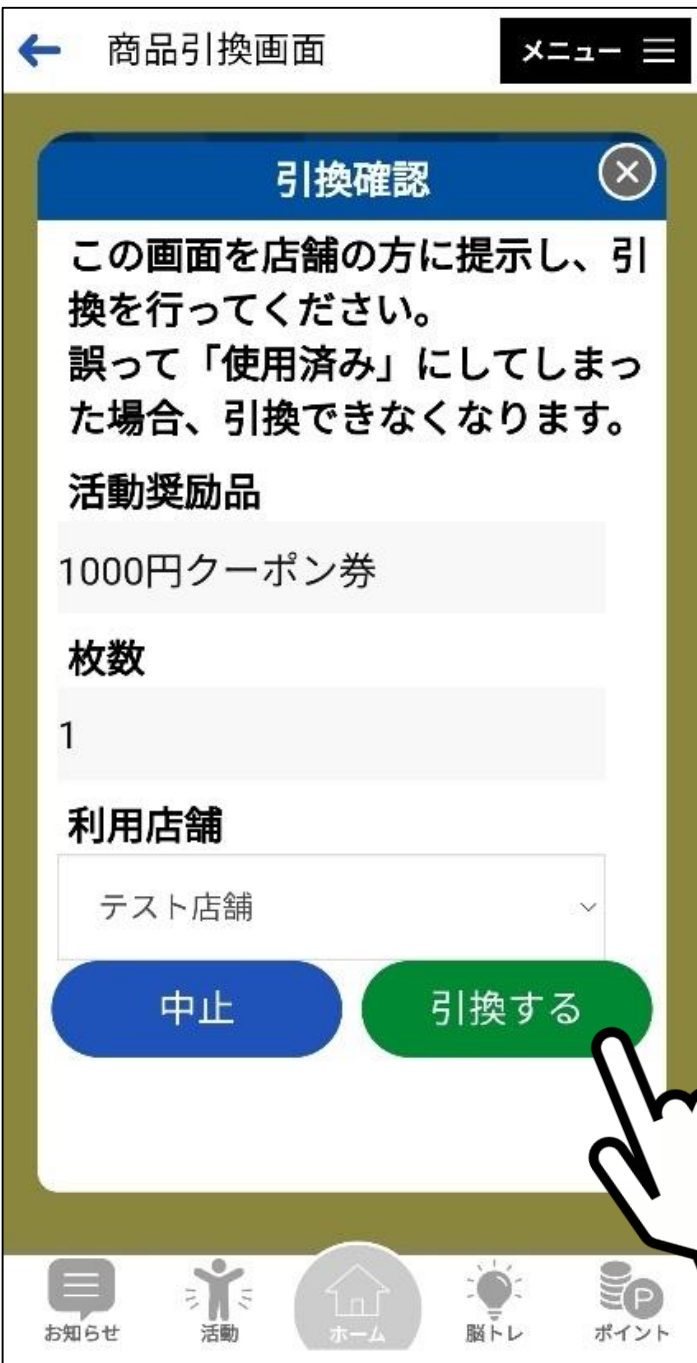 商品引換画面
メニュー
引換確認
この画面を店舗の方に提示し、引
換を行ってください。
誤って「使用済み」にしてしまっ
た場合、引換できなくなります。
活動奨励品
1000円クーポン券
枚数
1
利用店舗
テスト店舗
中止
引換する
お知らせ
活動
ホーム
脳トレ
P
ポイント